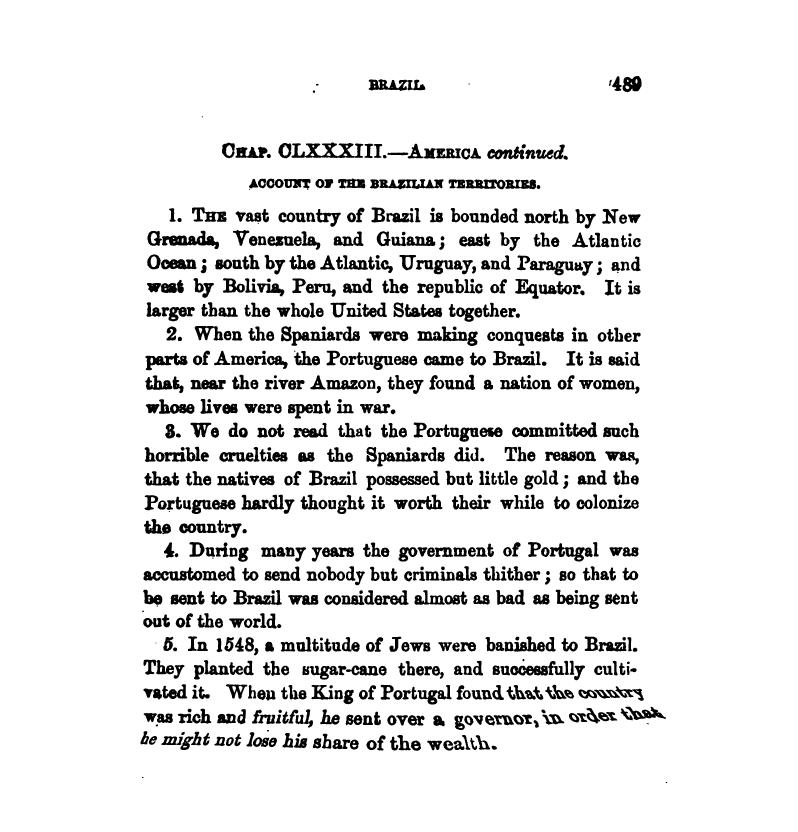 BRAZIL. 489
CHAP. CLXXXIII.—AMERICA continued.
ACCOUNT OF THE BRAZILIAN TERRITORIES.
1. THE vast country of Brazil is bounded north by New
Grenada, Venezuela, and Guiana; east by the Atlantic
Ocean; south by the Atlantic, Uruguay, and Paraguay; and
west by Bolivia, Peru, and the republic of Equator. It is
larger than the whole United States together.
2. When the Spaniards were making conquests in other
parts of America, the Portuguese came to Brazil. It is said
that, near the river Amazon, they found a nation of women,
whose lives were spent in war.
3. We do not read that the Portuguese committed such
horrible cruelties as the Spaniards did. The reason was,
that the natives of Brazil possessed but little gold; and the
Portuguese hardly thought it worth their while to colonize
the country.
4. During many years the government of Portugal was
accustomed to send nobody but criminals thither; so that to
be sent to Brazil was considered almost as bad as being sent
out of the world.
5. In 1548, a multitude of Jews were banished to Brazil.
They planted the sugar-cane there, and successfully culti-
vated it. When the King of Portugal found that the country
was rich and fruitful, he sent over a governor, in order that
he might not lose his share of the wealth.